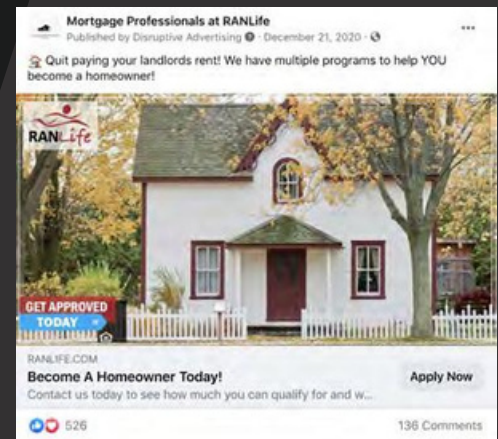 Mortgage Professionals at RANLife
Published by Disruptive Advertising · December 21, 2020 ·
Quit paying your landlords rent! We have multiple programs to help YOU
become a homeowner!
RANLife
GET APPROVED
TODAY »
RANLIFE.COM
Become A Homeowner Today!
Apply Now
Contact us today to see how much you can qualify for and w...
526
136 Comments